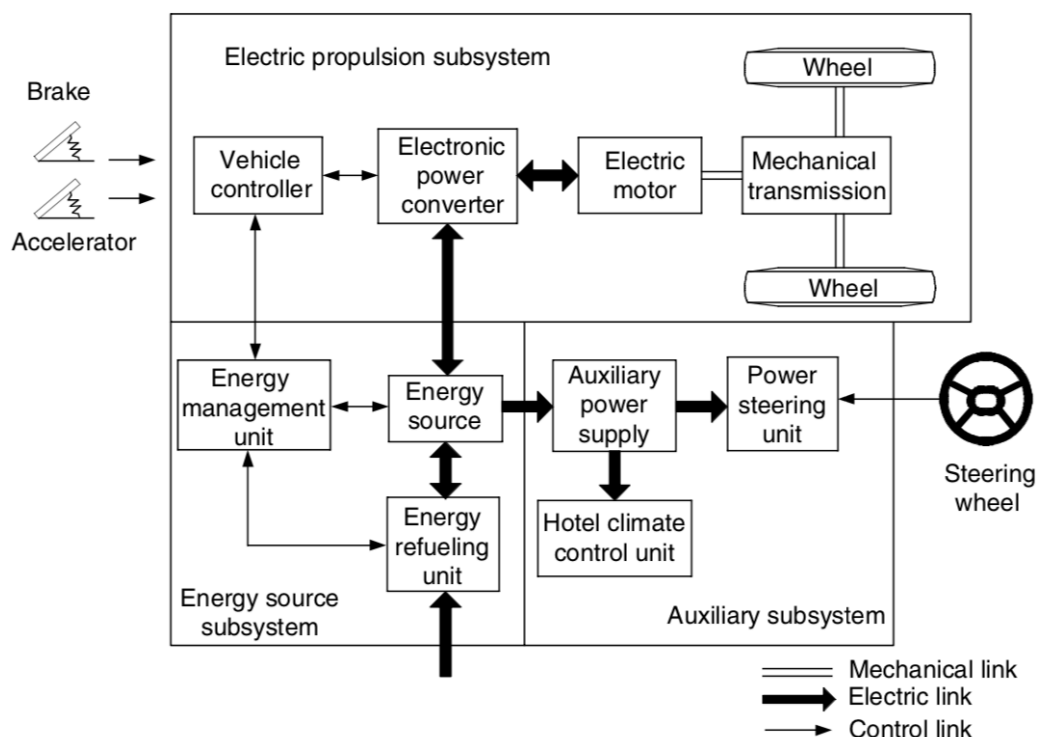 Electric propulsion subsystem
Brake
Accelerator
Vehicle
controller
Electronic
power
converter
Electric
motor
Mechanical
transmission
Wheel
Wheel
Energy
management
unit
Energy
source
Auxiliary
power
supply
Power
steering
unit
Steering
wheel
Energy
refueling
unit
Hotel climate
control unit
Energy source
subsystem
Auxiliary subsystem
Mechanical link
Electric link
Control link